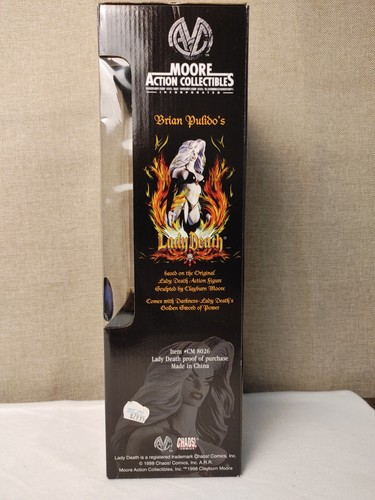 MOORE
ACTION COLLECTIBLES
INCORPORATED
Brian Pulido's
Lady Death
based on the Original
Lady Death Action Figure
Sculpted by Clayburn Moore
Comes with Darkness-Lady Death's
Golden Sword of Power
Item #CM 8026
Lady Death proof of purchase
Made in China
CHAOS!
COMICS
Lady Death is a registered trademark Chaos! Comics, Inc.
© 1998 Chaos! Comics, Inc. A.R.R.
Moore Action Collectibles, Inc.™1998 Clayburn Moore